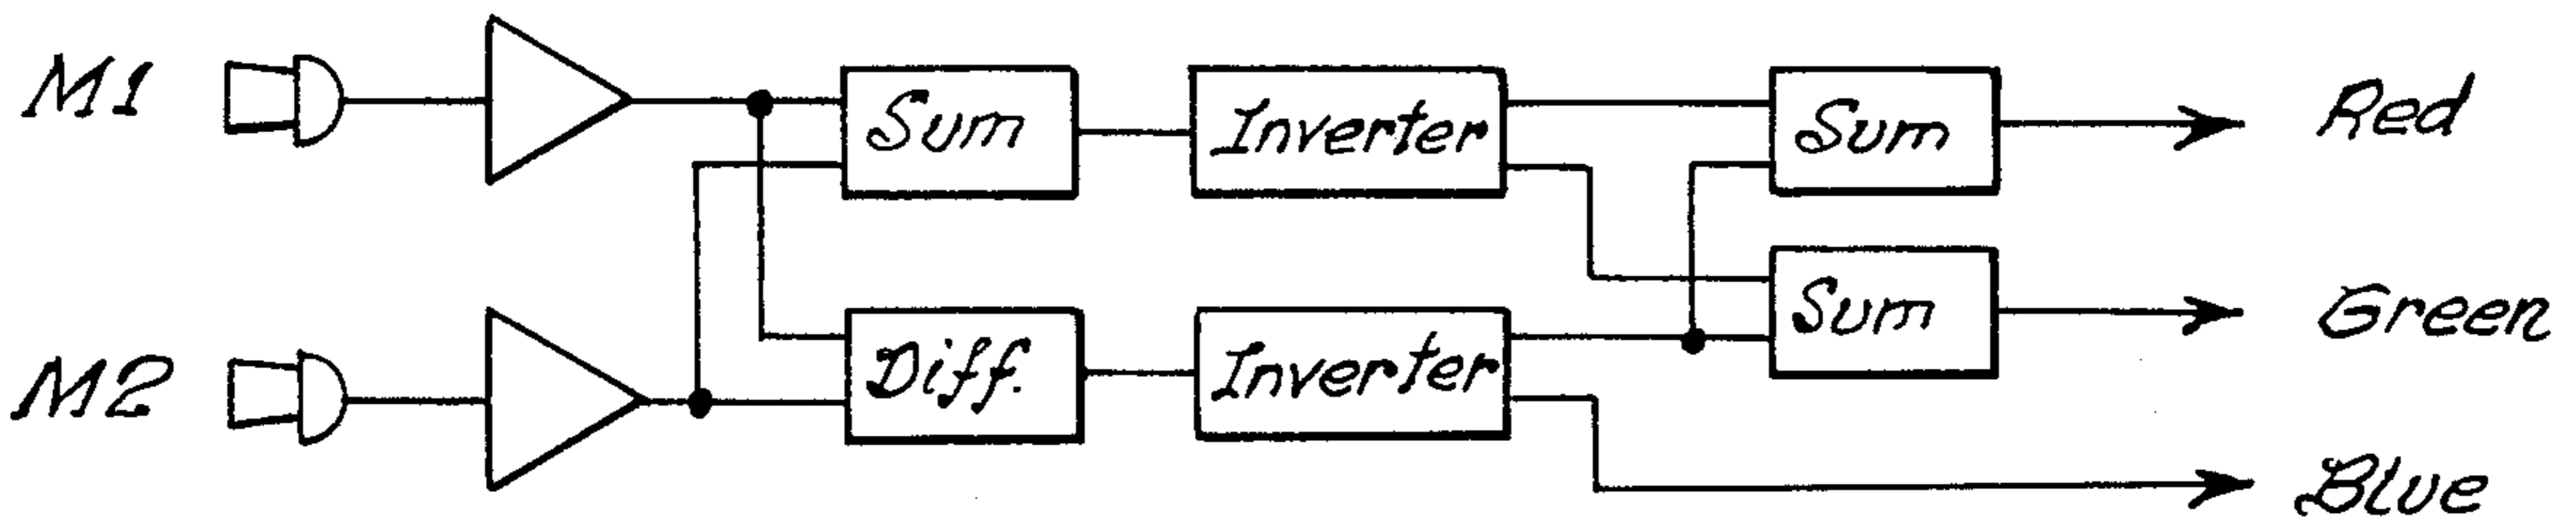 M1
Sum
Inverter
Sum
Red
Sum
Green
M2
Diff.
Inverter
Blue